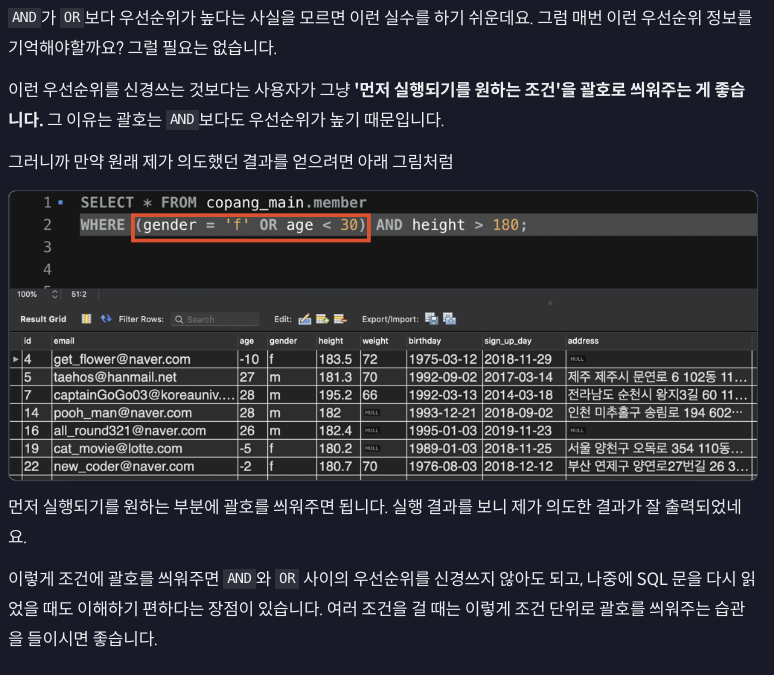 AND가 OR보다 우선순위가 높다는 사실을 모르면 이런 실수를 하기 쉬운데요. 그럼 매번 이런 우선순위 정보를
기억해야할까요? 그럴 필요는 없습니다.
이런 우선순위를 신경쓰는 것보다는 사용자가 그냥 '먼저 실행되기를 원하는 조건'을 괄호로 씌워주는 게 좋습
니다. 그 이유는 괄호는 AND보다도 우선순위가 높기 때문입니다.
그러니까 만약 원래 제가 의도했던 결과를 얻으려면 아래 그림처럼
1 SELECT * FROM copang_main.member
2 WHERE (gender = 'f' OR age < 30) AND height > 180;
3
4
5
100% 51:2
Result Grid Filter Rows: Search Edit: Export/Import:
id email age gender height weight birthday sign_up_day address
4 get_flower@naver.com -10 f 183.5 72 1975-03-12 2018-11-29 NULL
5 taehos@hanmail.net 27 m 181.3 70 1992-09-02 2017-03-14 제주 제주시 문연로 6 102동 11...
7 captainGoGo03@koreauniv.... 28 m 195.2 66 1992-03-13 2014-03-18 전라남도 순천시 왕지3길 60 11...
14 pooh_man@naver.com 28 m 182 NULL 1993-12-21 2018-09-02 인천 미추홀구 송림로 194 602...
16 all_round321@naver.com 26 m 182.4 NULL 1995-01-03 2019-11-23 NULL
19 cat_movie@lotte.com -5 f 180.2 NULL 1989-01-03 2018-11-25 서울 양천구 오목로 354 110동...
22 new_coder@naver.com -2 f 180.7 70 1976-08-03 2018-12-12 부산 연제구 양연로27번길 26 3...
먼저 실행되기를 원하는 부분에 괄호를 씌워주면 됩니다. 실행 결과를 보니 제가 의도한 결과가 잘 출력되었네
요.
이렇게 조건에 괄호를 씌워주면 AND와 OR 사이의 우선순위를 신경쓰지 않아도 되고, 나중에 SQL 문을 다시 읽
었을 때도 이해하기 편하다는 장점이 있습니다. 여러 조건을 걸 때는 이렇게 조건 단위로 괄호를 씌워주는 습관
을 들이시면 좋습니다.